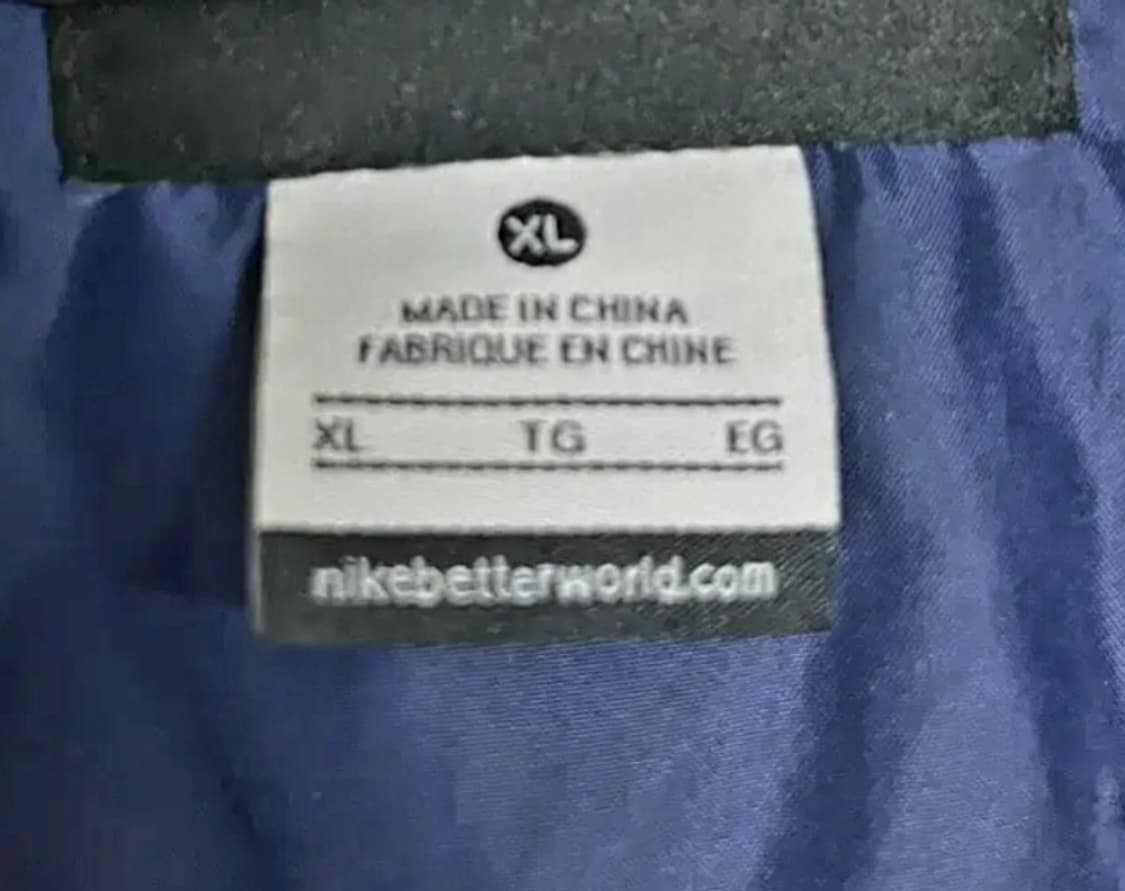 XL
MADE IN CHINA
FABRIQUE EN CHINE
XL TG EG
nikebetterworld.com